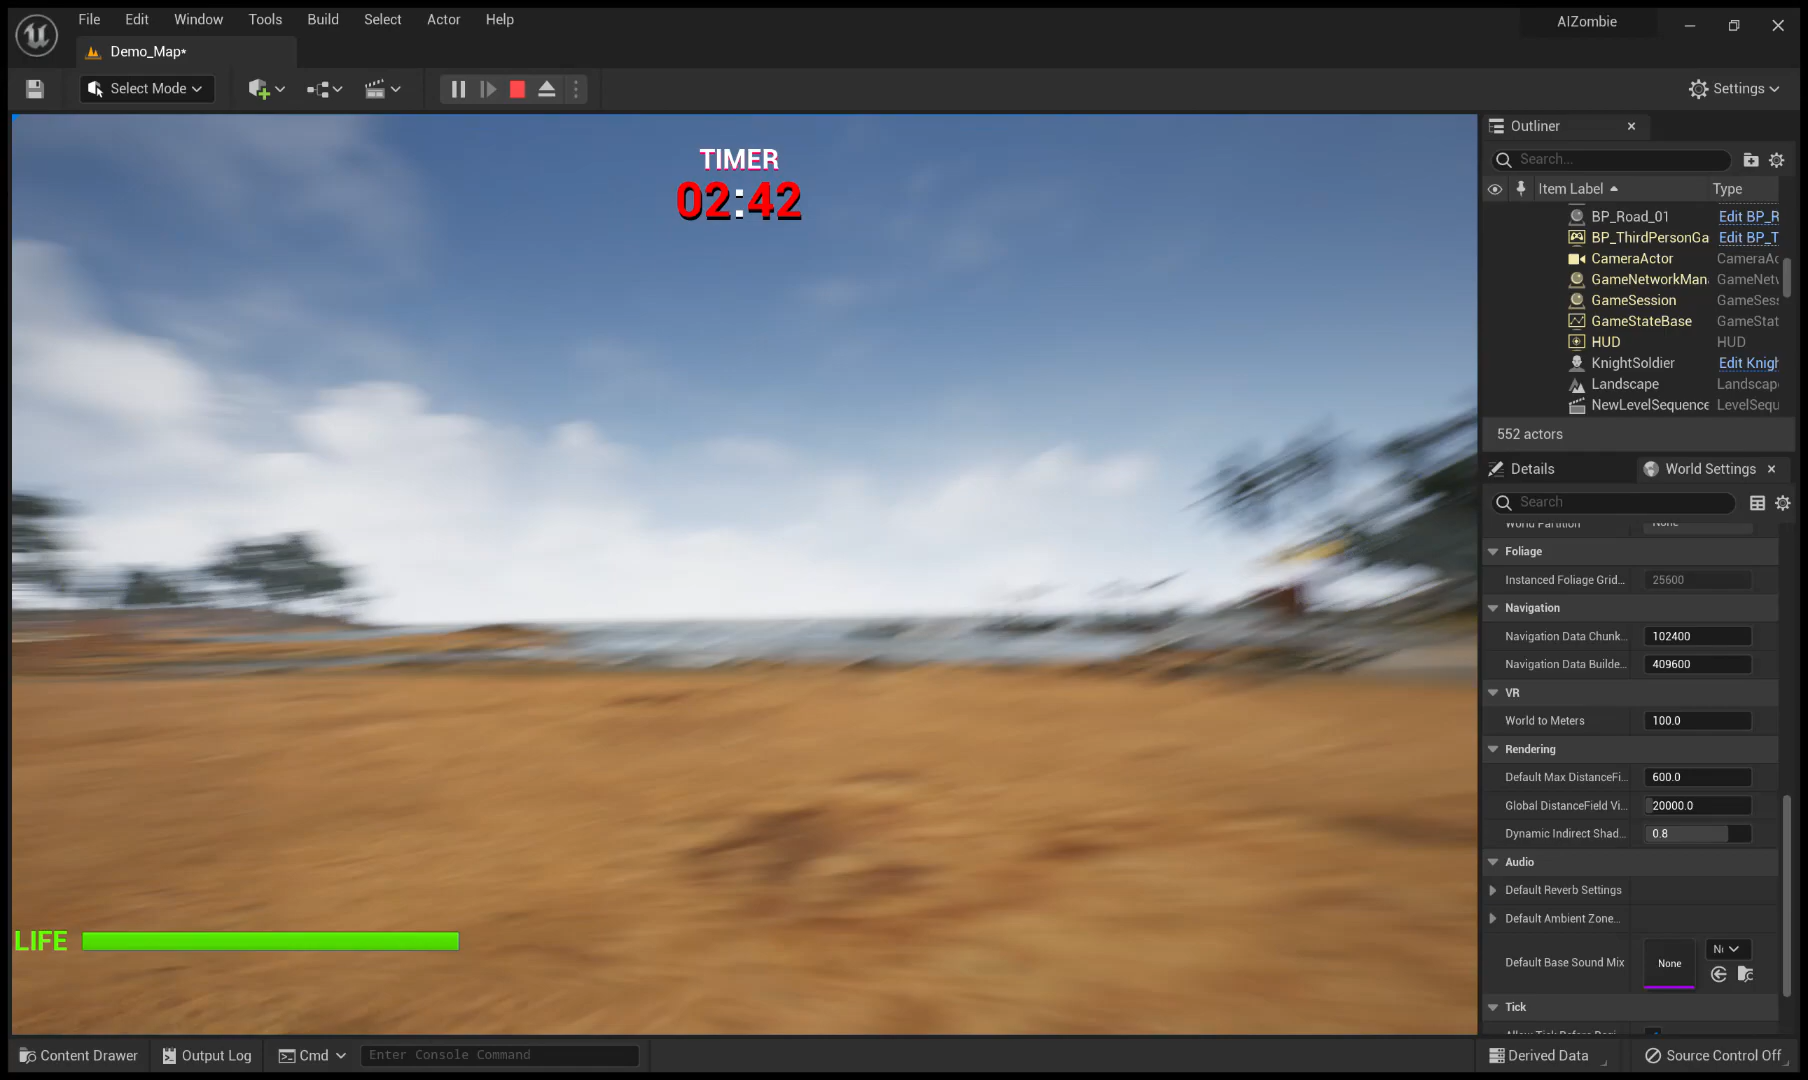 File Edit Window Tools Build Select Actor Help
AIZombie
Demo_Map*
Select Mode
Settings
TIMER
02:42
LIFE
Outliner
Search...
Item Label Type
BP_Road_01 Edit BP_R
BP_ThirdPersonGa Edit BP_T
CameraActor CameraAc
GameNetworkMan GameNetv
GameSession GameSess
GameStateBase GameStat
HUD HUD
KnightSoldier Edit Knigh
Landscape Landscap
NewLevelSequence LevelSequ
552 actors
Details World Settings
Search
World Partition None
Foliage
Instanced Foliage Grid... 25600
Navigation
Navigation Data Chunk... 102400
Navigation Data Builde... 409600
VR
World to Meters 100.0
Rendering
Default Max DistanceFi... 600.0
Global DistanceField Vi... 20000.0
Dynamic Indirect Shad... 0.8
Audio
Default Reverb Settings
Default Ambient Zone...
Default Base Sound Mix None
Tick
Content Drawer Output Log Cmd Enter Console Command Derived Data Source Control Off